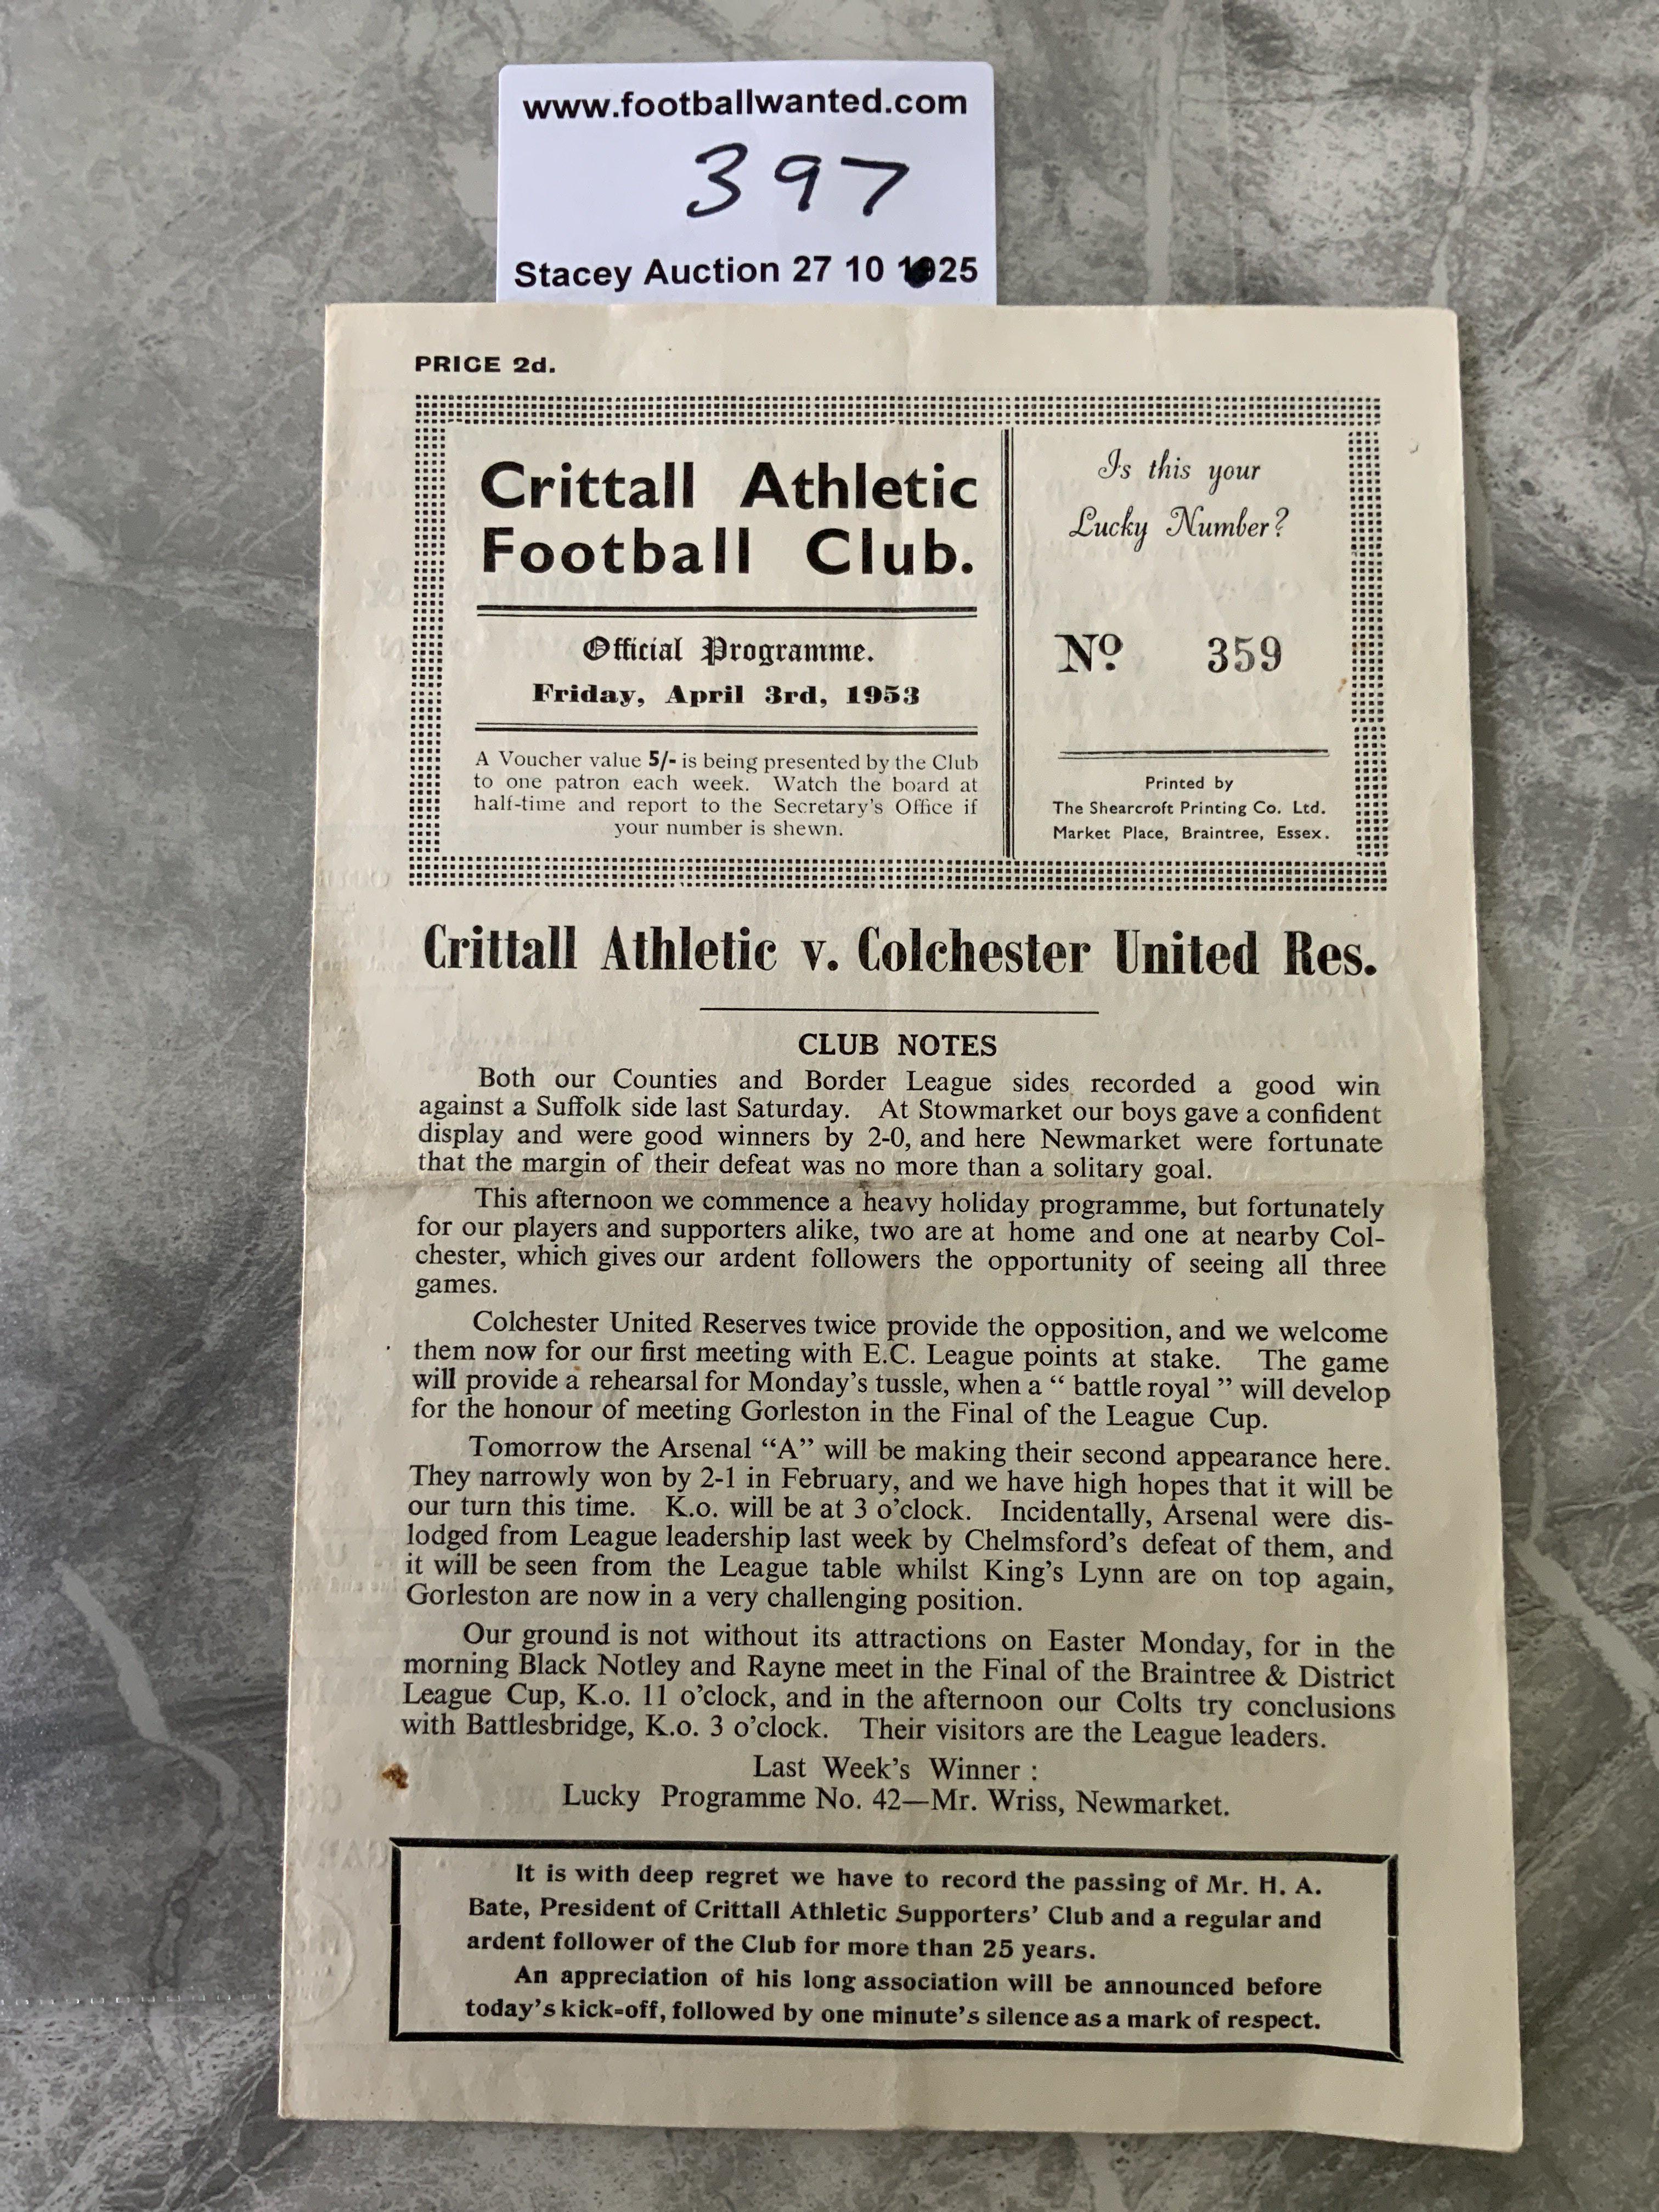 www.footballwanted.com
397
Stacey Auction 27 10 1925
PRICE 2d.
Crittall Athletic
Football Club.
Official Programme.
Friday, April 3rd, 1953
A Voucher value 5/- is being presented by the Club
to one patron each week. Watch the board at
half-time and report to the Secretary's Office if
your number is shewn.
Is this your
Lucky Number?
Nº 359
Printed by
The Shearcroft Printing Co. Ltd.
Market Place, Braintree, Essex.
Crittall Athletic v. Colchester United Res.
CLUB NOTES
Both our Counties and Border League sides recorded a good win
against a Suffolk side last Saturday. At Stowmarket our boys gave a confident
display and were good winners by 2-0, and here Newmarket were fortunate
that the margin of their defeat was no more than a solitary goal.
This afternoon we commence a heavy holiday programme, but fortunately
for our players and supporters alike, two are at home and one at nearby Col-
chester, which gives our ardent followers the opportunity of seeing all three
games.
Colchester United Reserves twice provide the opposition, and we welcome
them now for our first meeting with E.C. League points at stake. The game
will provide a rehearsal for Monday's tussle, when a " battle royal " will develop
for the honour of meeting Gorleston in the Final of the League Cup.
Tomorrow the Arsenal "A" will be making their second appearance here.
They narrowly won by 2-1 in February, and we have high hopes that it will be
our turn this time. K.o. will be at 3 o'clock. Incidentally, Arsenal were dis-
lodged from League leadership last week by Chelmsford's defeat of them, and
it will be seen from the League table whilst King's Lynn are on top again,
Gorleston are now in a very challenging position.
Our ground is not without its attractions on Easter Monday, for in the
morning Black Notley and Rayne meet in the Final of the Braintree & District
League Cup, K.o. 11 o'clock, and in the afternoon our Colts try conclusions
with Battlesbridge, K.o. 3 o'clock. Their visitors are the League leaders.
Last Week's Winner :
Lucky Programme No. 42—Mr. Wriss, Newmarket.
It is with deep regret we have to record the passing of Mr. H. A.
Bate, President of Crittall Athletic Supporters' Club and a regular and
ardent follower of the Club for more than 25 years.
An appreciation of his long association will be announced before
today's kick-off, followed by one minute's silence as a mark of respect.